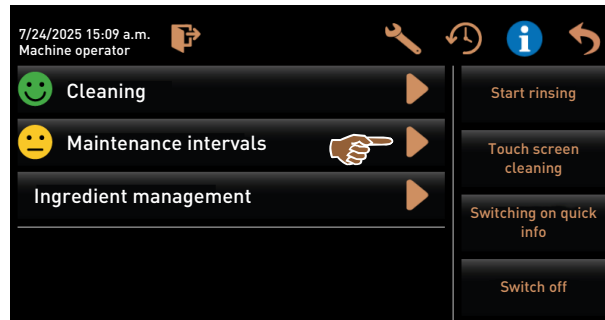 7/24/2025 15:09 a.m.
Machine operator
i
Cleaning
Start rinsing
Maintenance intervals
Touch screen
cleaning
Ingredient management
Switching on quick
info
Switch off